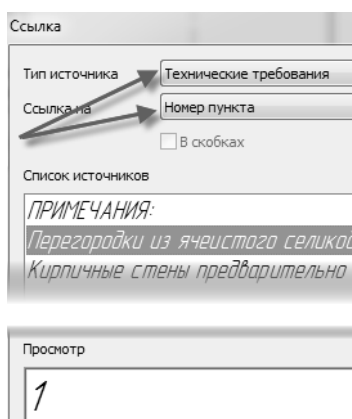 Ссылка
Тип источника Технические требования
Ссылка на Номер пункта
В скобках
Список источников
ПРИМЕЧАНИЯ:
Перегородки из ячеистого
Кирпичные стены предварительно
Просмотр
1